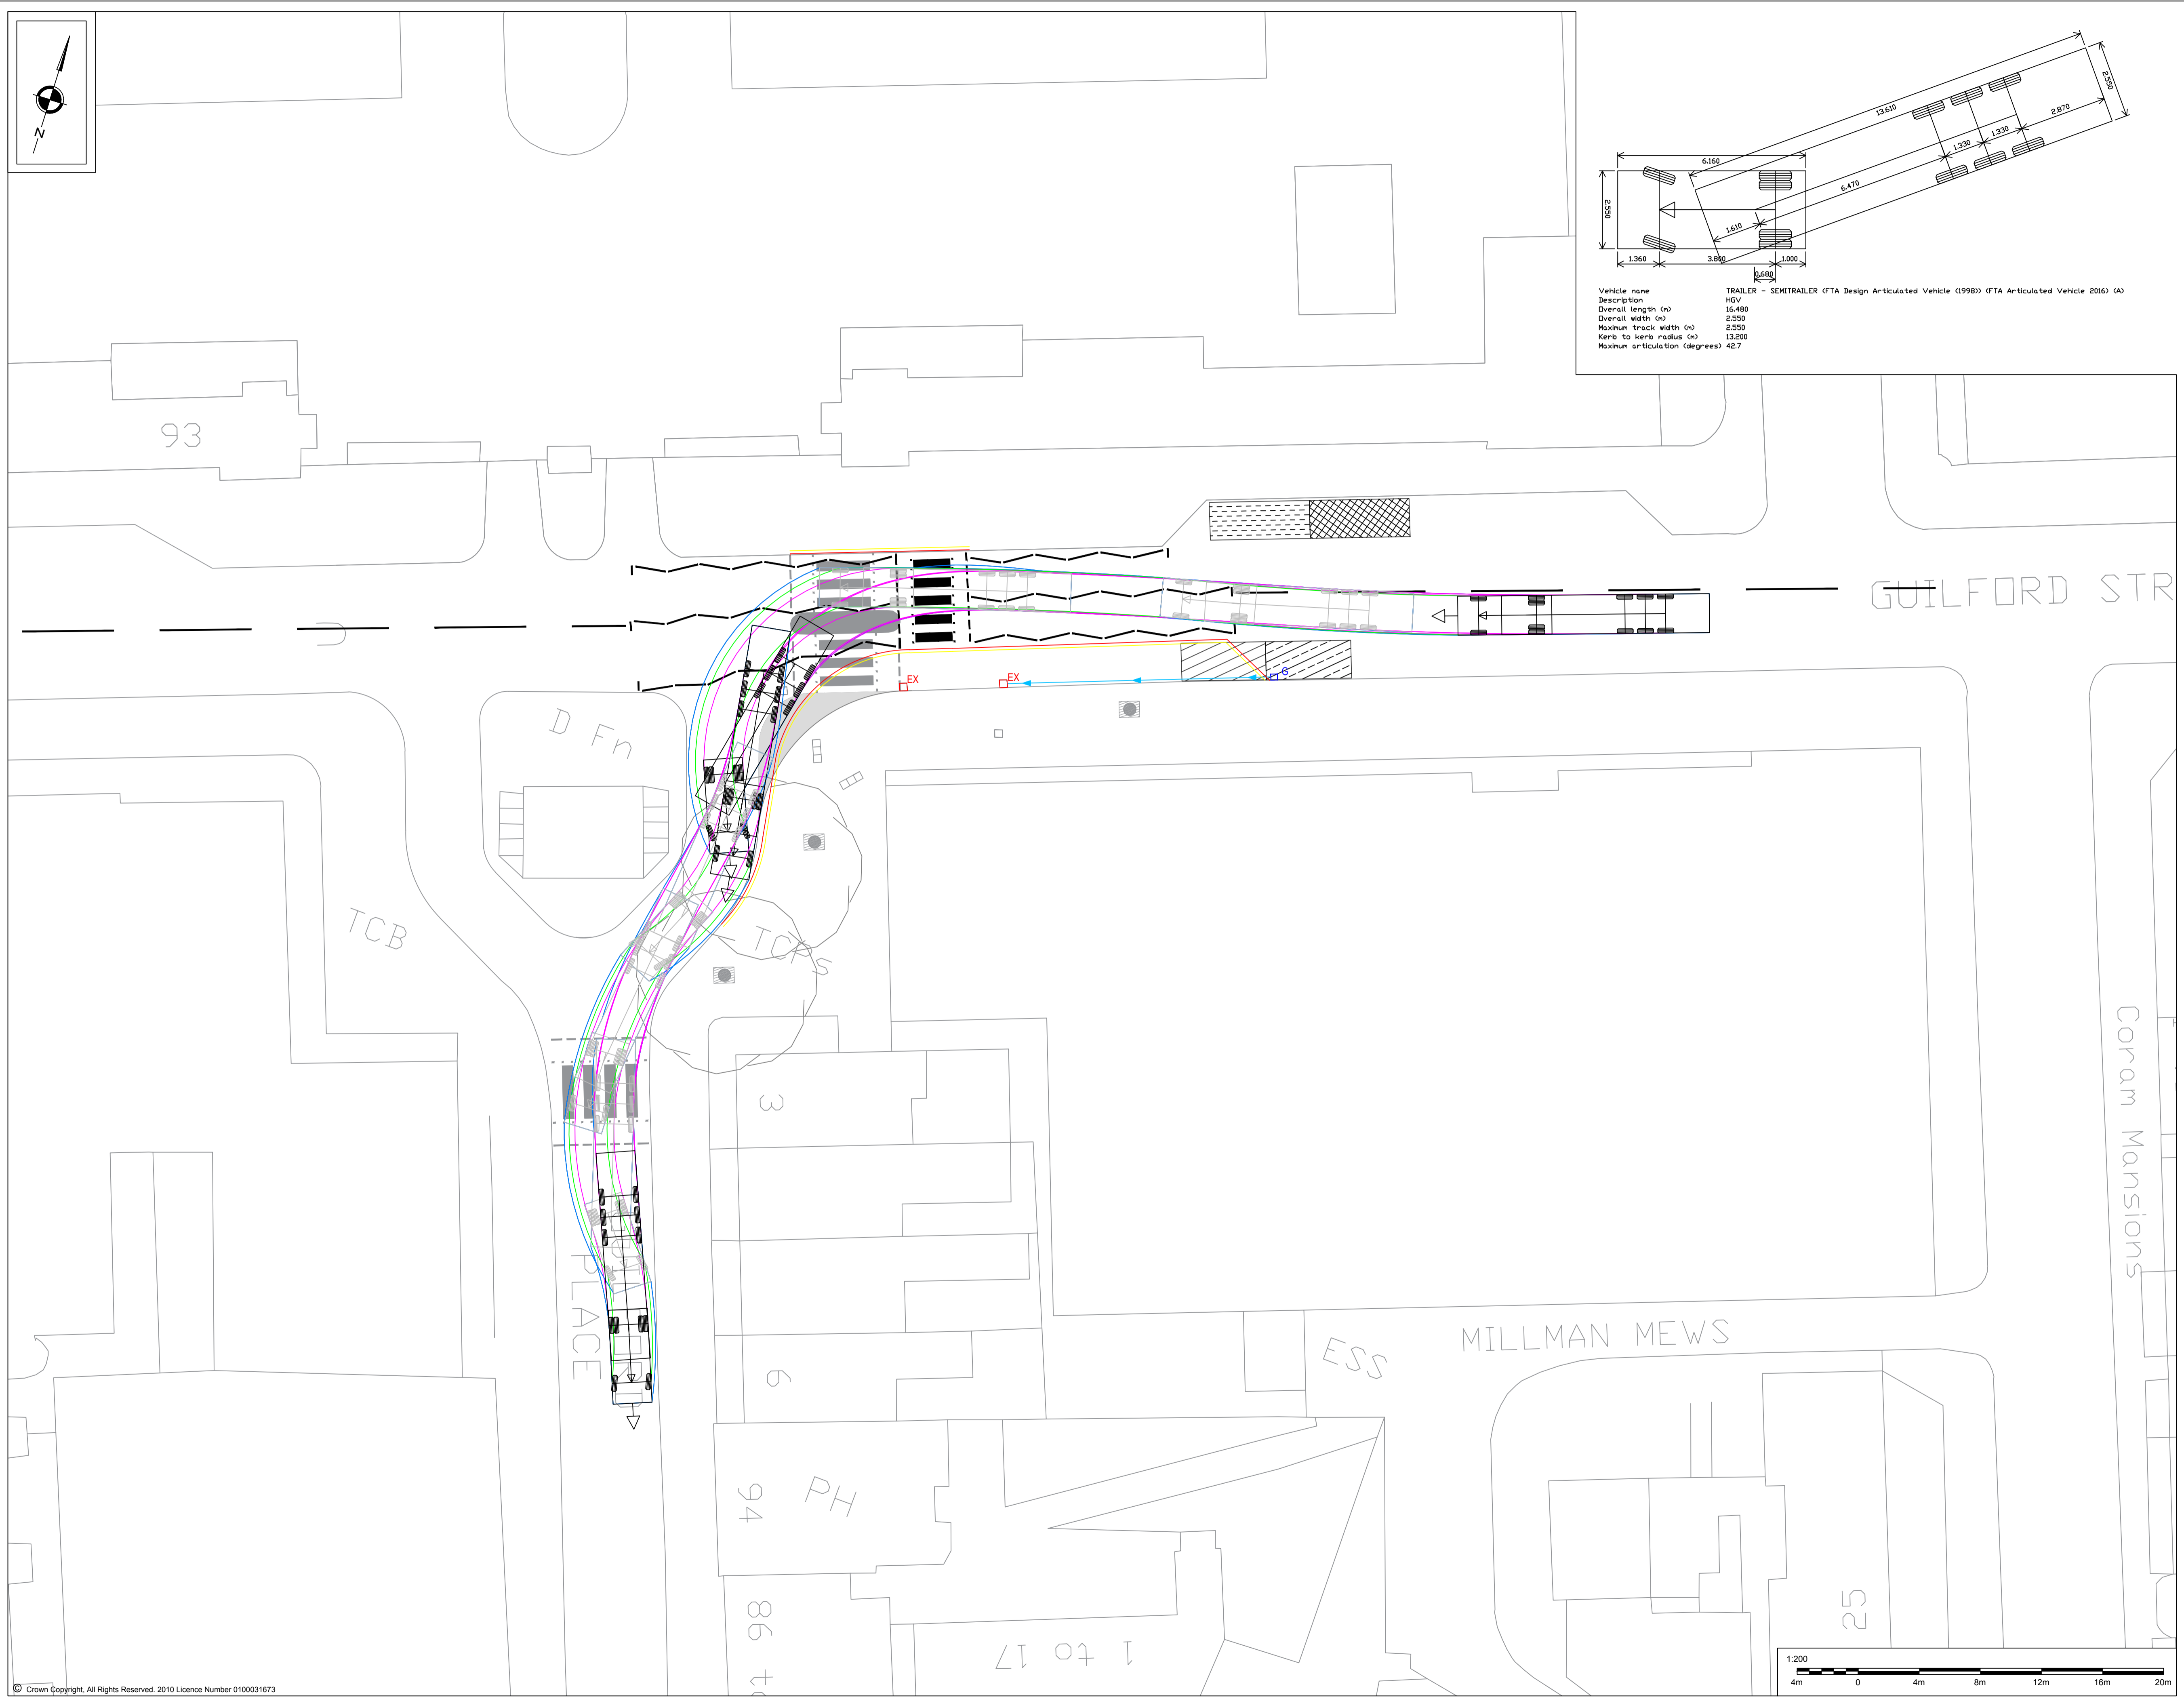 N
13.610
2.550
2.870
1.330
1.330
6.470
1.610
6.160
2.550
1.360
3.800
1.000
0.680
Vehicle name TRAILER - SEMITRAILER (FTA Design Articulated Vehicle (1998)) (FTA Articulated Vehicle 2016) (A)
Description HGV
Overall length (m) 16.480
Overall width (m) 2.550
Maximum track width (m) 2.550
Kerb to kerb radius (m) 13.200
Maximum articulation (degrees) 42.7
93
GUILFORD STR
EX
EX
G
D Fn
TCB
TCBs
3
PLACE
6
94
PH
86 to
1 to 17
ESS
MILLMAN MEWS
Coram Mansions
25
1:200
4m 0 4m 8m 12m 16m 20m
© Crown Copyright, All Rights Reserved. 2010 Licence Number 0100031673